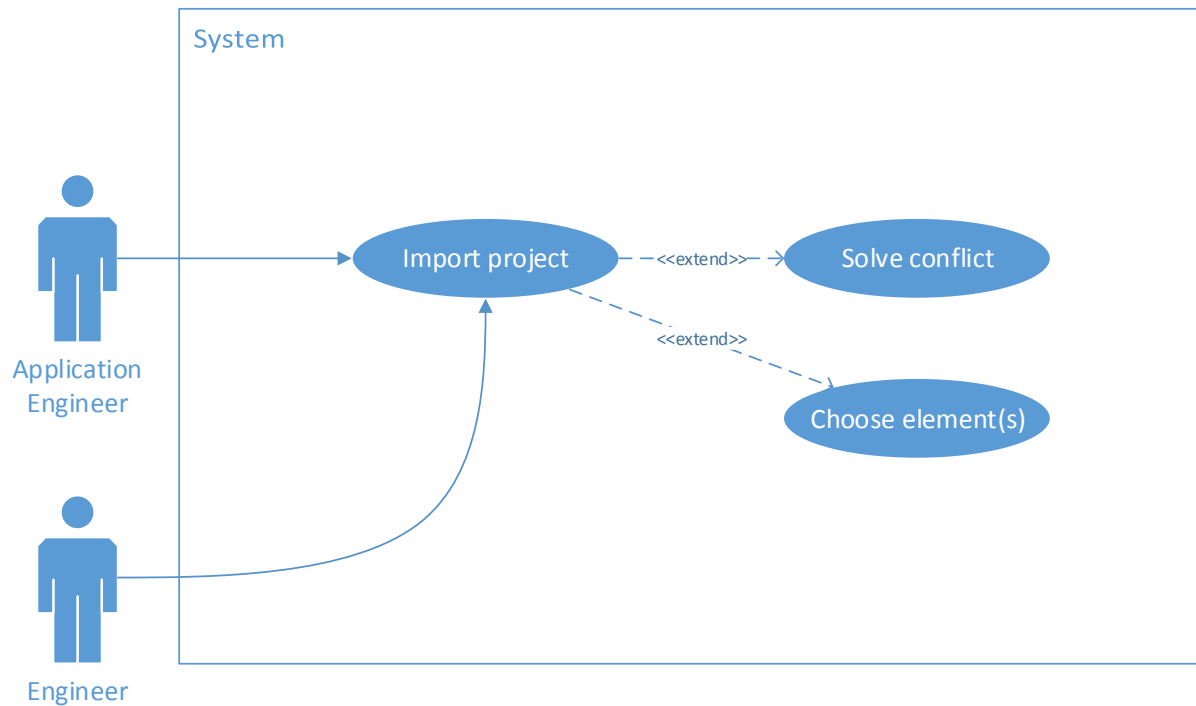 System
Import project
<<extend>>
Solve conflict
<<extend>>
Application
Engineer
Choose element(s)
Engineer